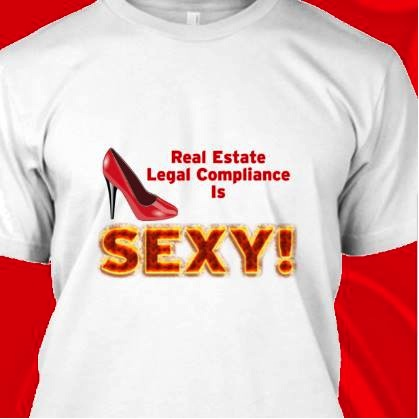 Real Estate
Legal Compliance
Is
SEXY!